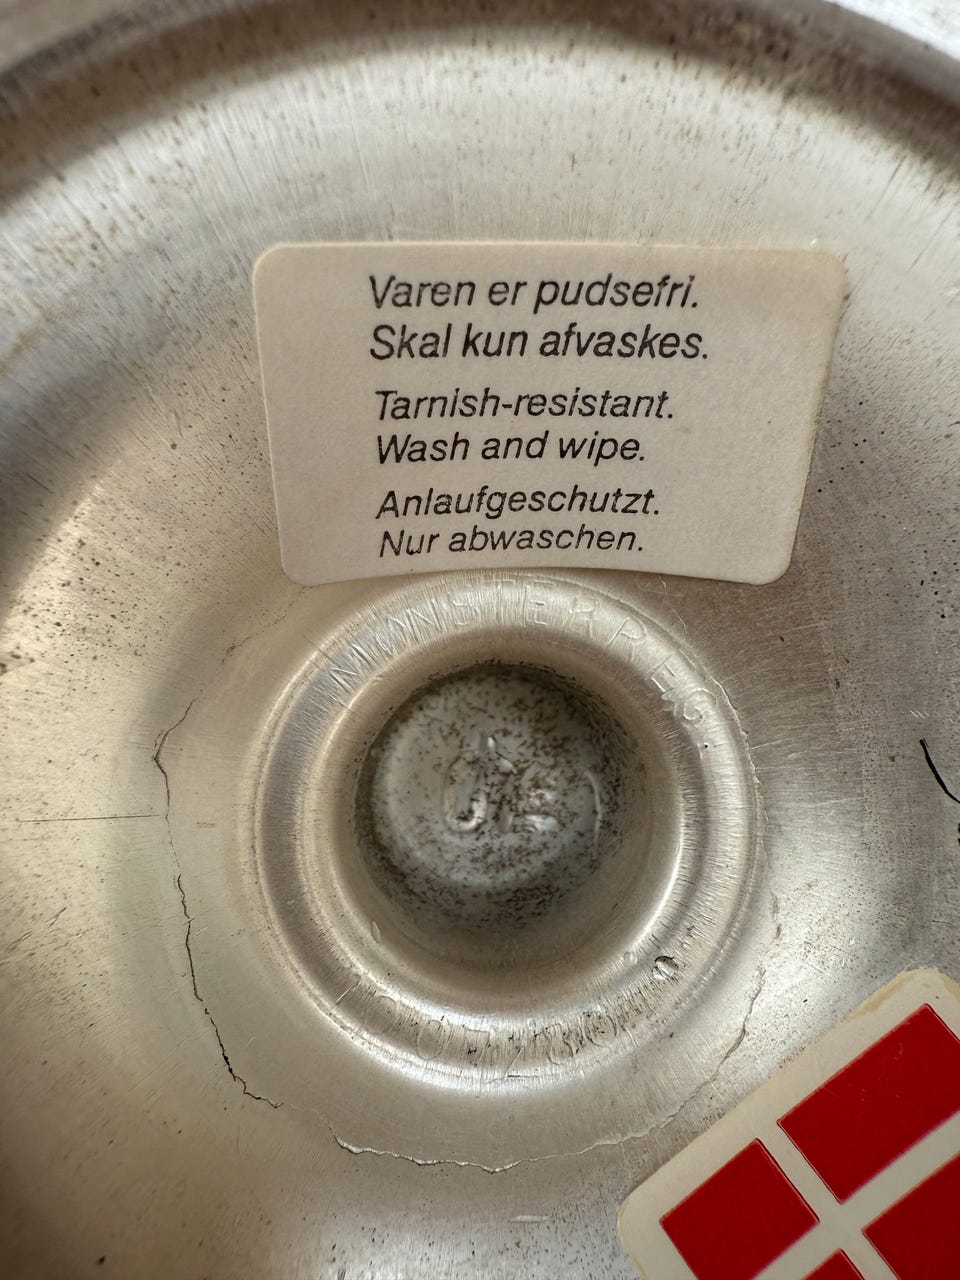 Varen er pudsefri.
Skal kun afvaskes.
Tarnish-resistant.
Wash and wipe.
Anlaufgeschutzt.
Nur abwaschen.